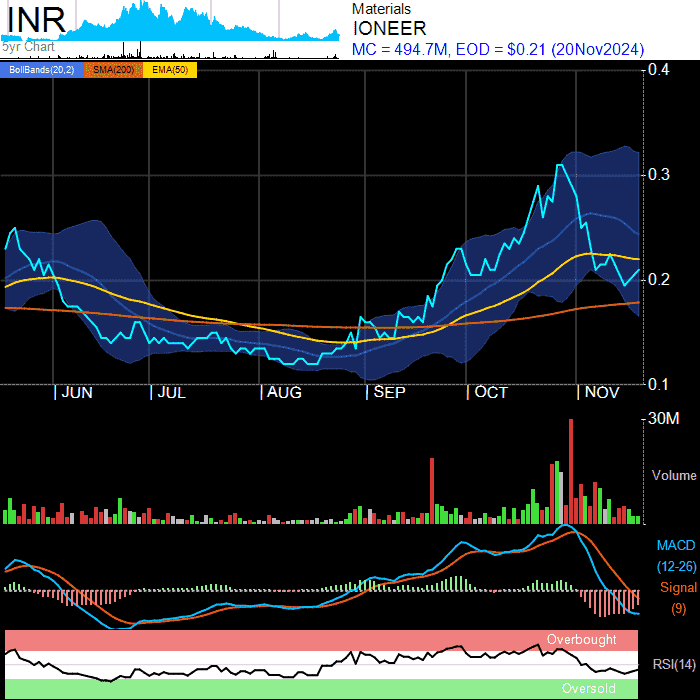 INR
5yr Chart
Materials
IONEER
MC = 494.7M, EOD = $0.21 (20Nov2024)
BollBands(20,2) SMA(200) EMA(50)
0.4
0.3
0.2
0.1
JUN JUL AUG SEP OCT NOV
30M
Volume
MACD
(12-26)
Signal
(9)
Overbought
RSI(14)
Oversold